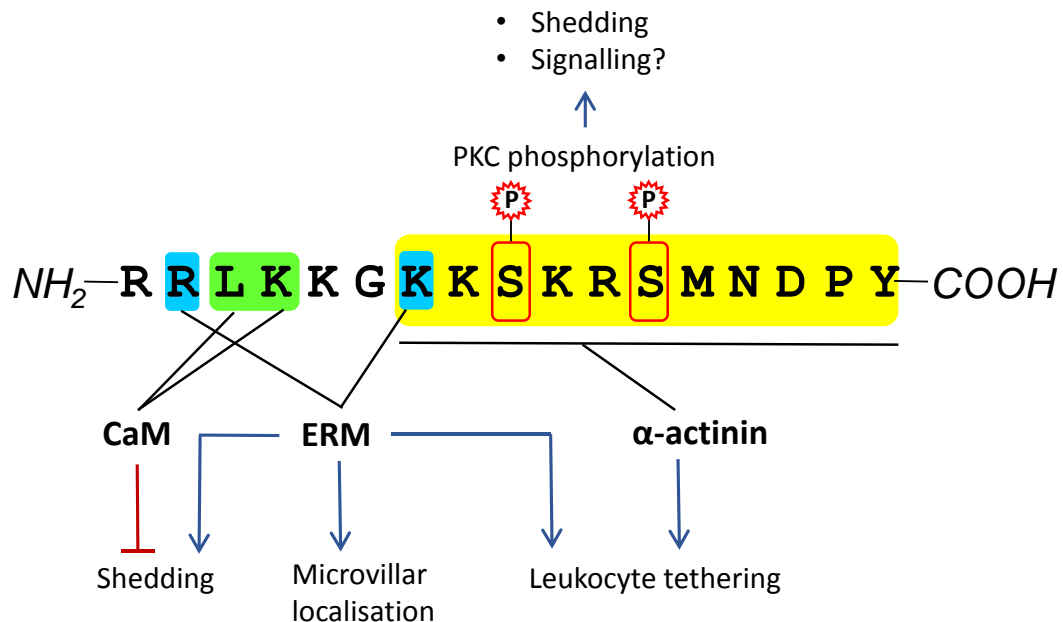 • Shedding
• Signalling?
PKC phosphorylation
P P
NH2 R R L K K G K K S K R S M N D P Y COOH
CaM ERM α-actinin
Shedding Microvillar localisation Leukocyte tethering